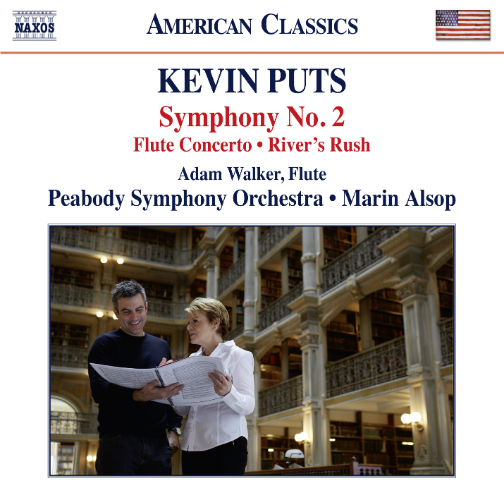 NAXOS
AMERICAN CLASSICS
KEVIN PUTS
Symphony No. 2
Flute Concerto • River's Rush
Adam Walker, Flute
Peabody Symphony Orchestra • Marin Alsop